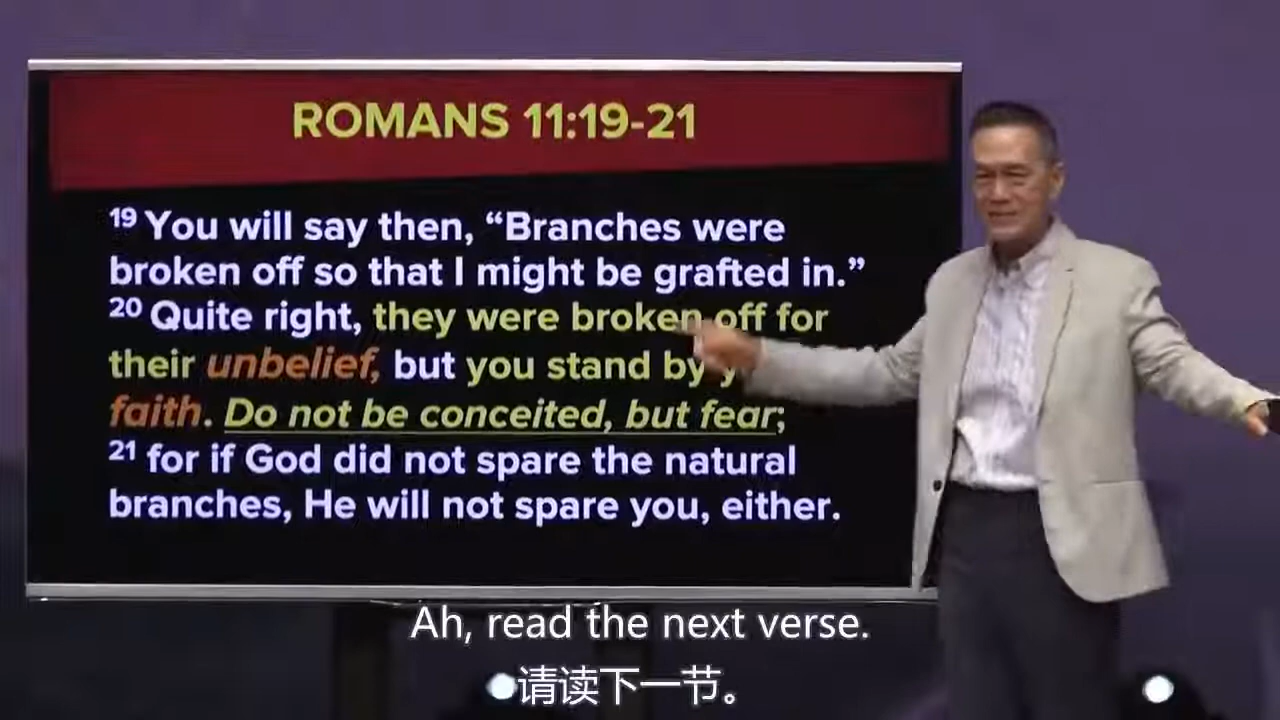 ROMANS 11:19-21
19 You will say then, “Branches were
broken off so that I might be grafted in.”
20 Quite right, they were broken off for
their unbelief, but you stand by
faith. Do not be conceited, but fear;
21 for if God did not spare the natural
branches, He will not spare you, either.
Ah, read the next verse.
请读下一节。